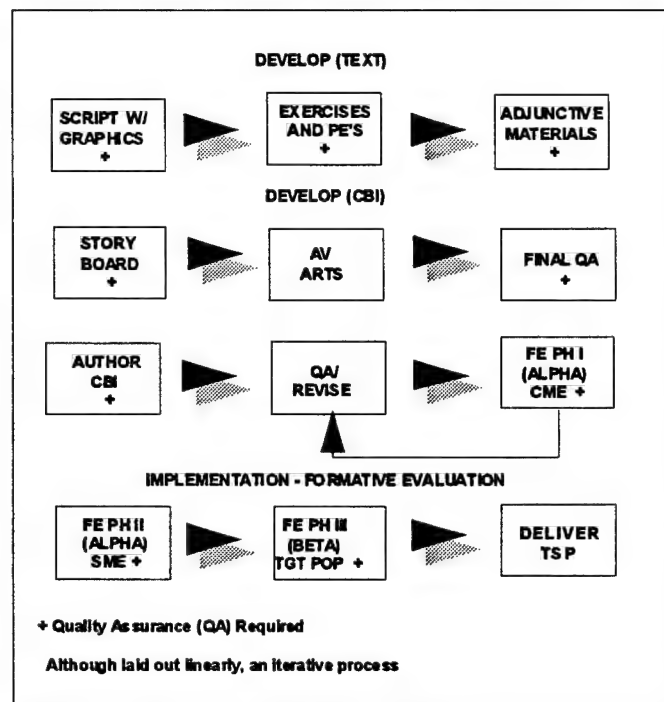 DEVELOP (TEXT)
SCRIPT W/
GRAPHICS
+
EXERCISES
AND PE'S
+
ADJUNCTIVE
MATERIALS
+
DEVELOP (CBI)
STORY
BOARD
+
AV
ARTS
FINAL QA
+
AUTHOR
CBI
+
QA/
REVISE
FE PH I
(ALPHA)
CME +
IMPLEMENTATION - FORMATIVE EVALUATION
FE PH II
(ALPHA)
SME +
FE PH III
(BETA)
TGT POP +
DELIVER
TSP
+ Quality Assurance (QA) Required
Although laid out linearly, an iterative process